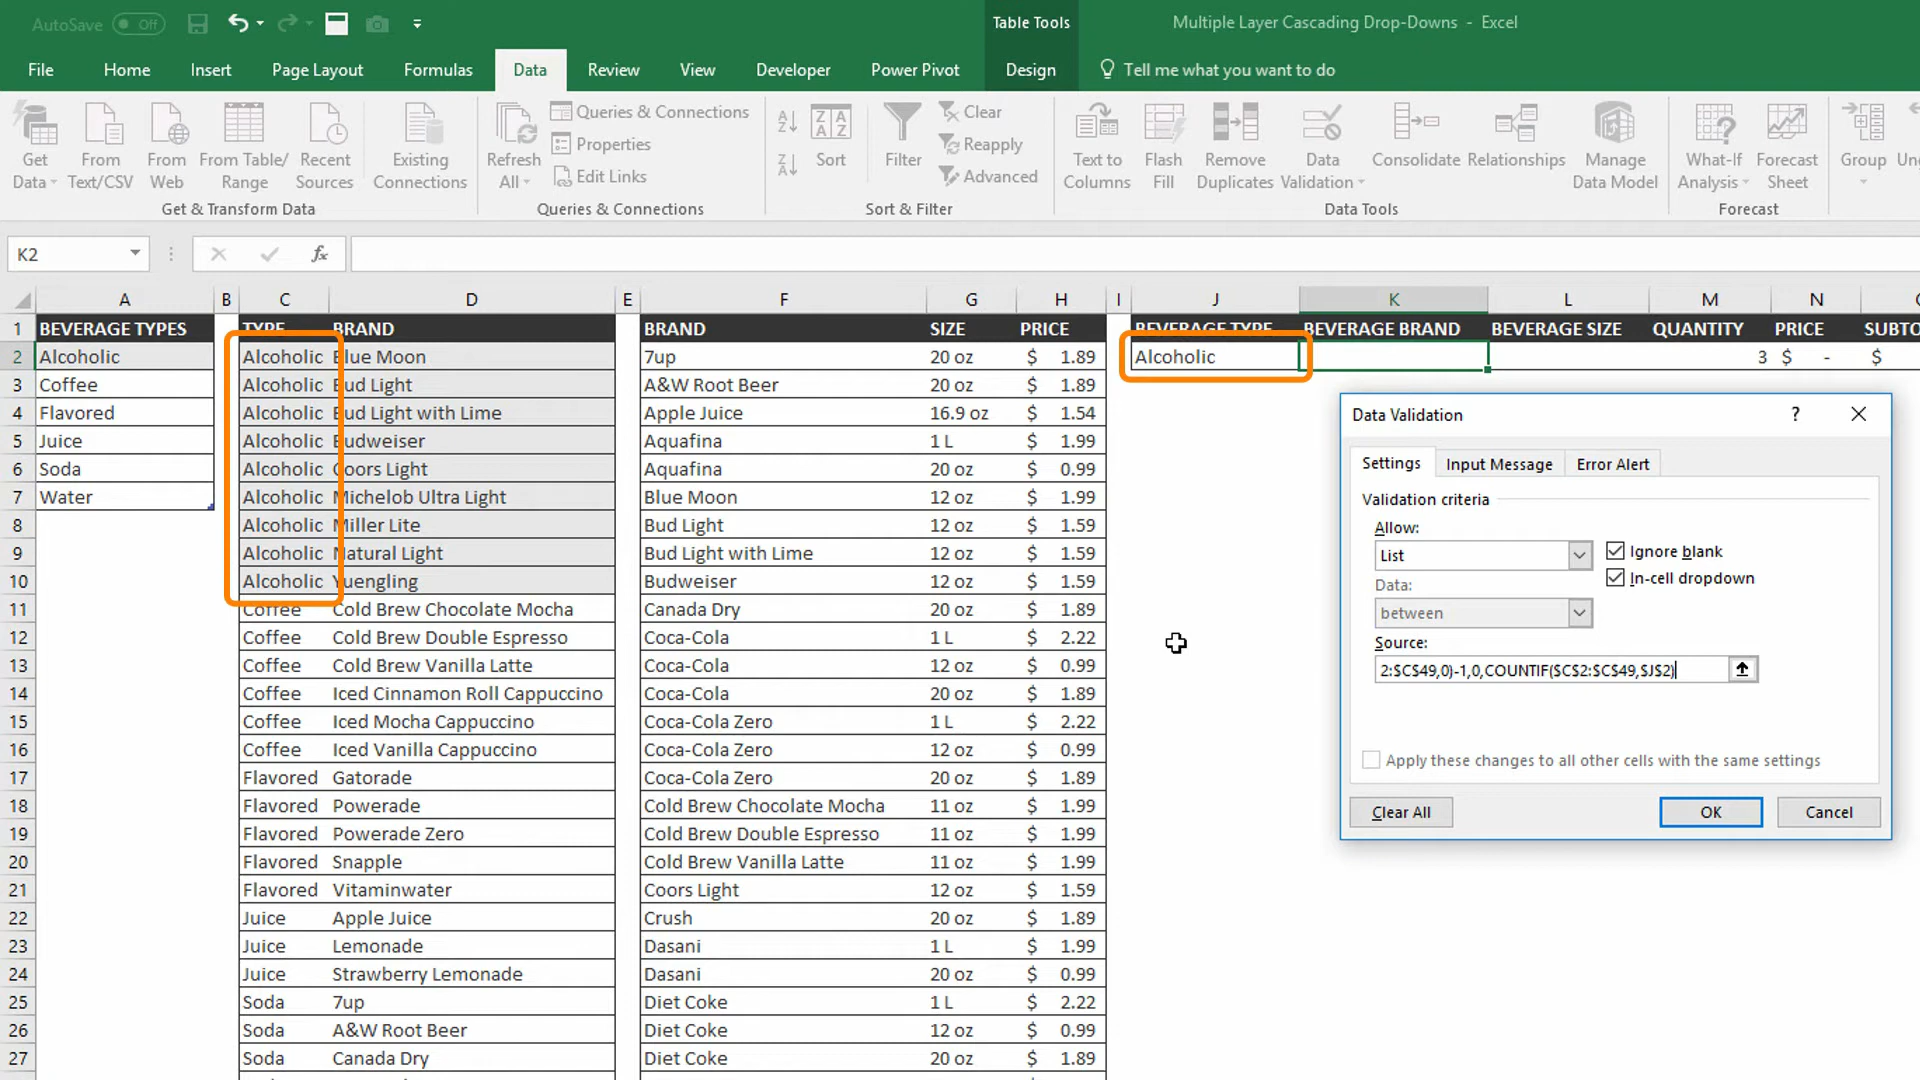 AutoSave Off
Table Tools
Multiple Layer Cascading Drop-Downs - Excel
File Home Insert Page Layout Formulas Data Review View Developer Power Pivot Design Tell me what you want to do
Get Data
From Text/CSV
From Web
From Table/ Range
Recent Sources
Existing Connections
Get & Transform Data
Refresh All
Queries & Connections
Properties
Edit Links
Queries & Connections
Sort
Filter
Clear
Reapply
Advanced
Sort & Filter
Text to Columns
Flash Fill
Remove Duplicates
Data Validation
Consolidate
Relationships
Manage Data Model
Data Tools
What-If Analysis
Forecast Sheet
Forecast
Group
K2 fx
A B C D E F G H I J K L M N
1 BEVERAGE TYPES TYPE BRAND BRAND SIZE PRICE BEVERAGE TYPE BEVERAGE BRAND BEVERAGE SIZE QUANTITY PRICE
2 Alcoholic Alcoholic Blue Moon 7up 20 oz $ 1.89 Alcoholic 3 $ - $
3 Coffee Alcoholic Bud Light A&W Root Beer 20 oz $ 1.89
4 Flavored Alcoholic Bud Light with Lime Apple Juice 16.9 oz $ 1.54
5 Juice Alcoholic Budweiser Aquafina 1 L $ 1.99
6 Soda Alcoholic Coors Light Aquafina 20 oz $ 0.99
7 Water Alcoholic Michelob Ultra Light Blue Moon 12 oz $ 1.99
8 Alcoholic Miller Lite Bud Light 12 oz $ 1.59
9 Alcoholic Natural Light Bud Light with Lime 12 oz $ 1.59
10 Alcoholic Yuengling Budweiser 12 oz $ 1.59
11 Coffee Cold Brew Chocolate Mocha Canada Dry 20 oz $ 1.89
12 Coffee Cold Brew Double Espresso Coca-Cola 1 L $ 2.22
13 Coffee Cold Brew Vanilla Latte Coca-Cola 12 oz $ 0.99
14 Coffee Iced Cinnamon Roll Cappuccino Coca-Cola 20 oz $ 1.89
15 Coffee Iced Mocha Cappuccino Coca-Cola Zero 1 L $ 2.22
16 Coffee Iced Vanilla Cappuccino Coca-Cola Zero 12 oz $ 0.99
17 Flavored Gatorade Coca-Cola Zero 20 oz $ 1.89
18 Flavored Powerade Cold Brew Chocolate Mocha 11 oz $ 1.99
19 Flavored Powerade Zero Cold Brew Double Espresso 11 oz $ 1.99
20 Flavored Snapple Cold Brew Vanilla Latte 11 oz $ 1.99
21 Flavored Vitaminwater Coors Light 12 oz $ 1.59
22 Juice Apple Juice Crush 20 oz $ 1.89
23 Juice Lemonade Dasani 1 L $ 1.99
24 Juice Strawberry Lemonade Dasani 20 oz $ 0.99
25 Soda 7up Diet Coke 1 L $ 2.22
26 Soda A&W Root Beer Diet Coke 12 oz $ 0.99
27 Soda Canada Dry Diet Coke 20 oz $ 1.89
Data Validation ?
Settings Input Message Error Alert
Validation criteria
Allow:
List
Ignore blank
In-cell dropdown
Data:
between
Source:
2:$C$49,0)-1,0,COUNTIF($C$2:$C$49,$J$2)
Apply these changes to all other cells with the same settings
Clear All OK Cancel